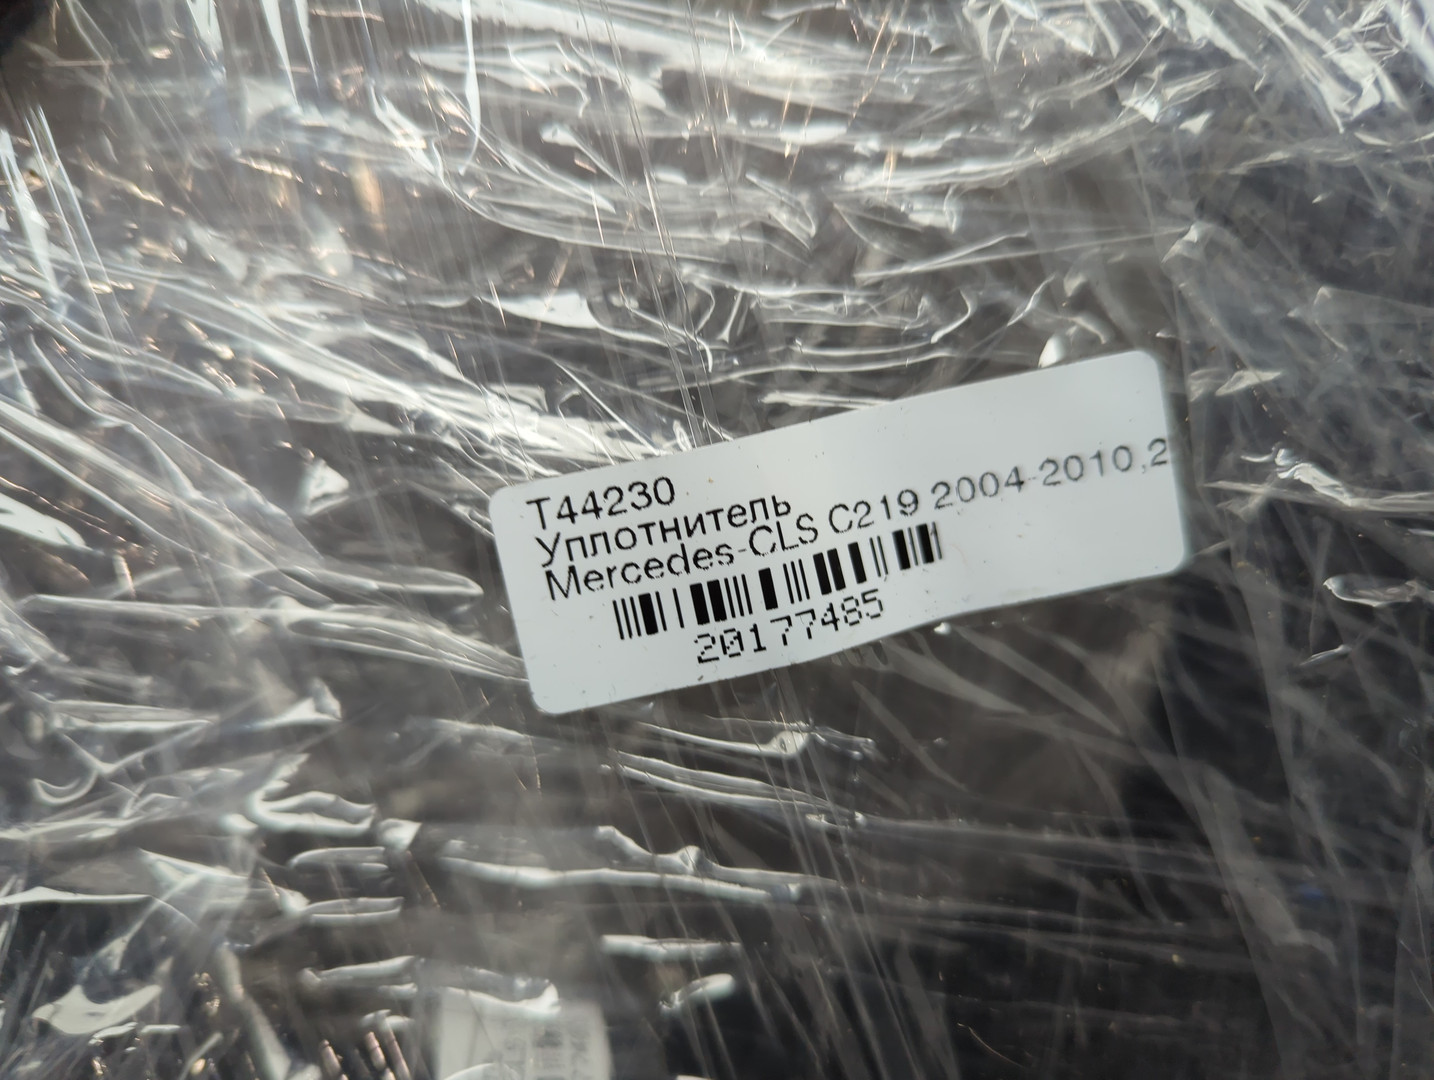 T44230
Уплотнитель
Mercedes-CLS C219 2004-2010,2
20177485